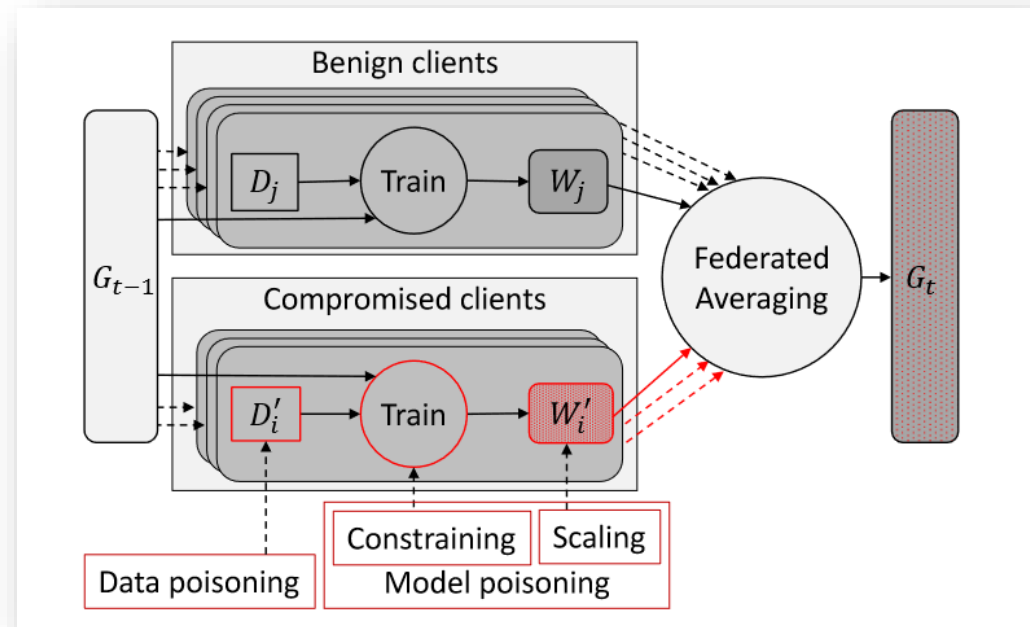 Benign clients
D_j
Train
W_j
G_{t-1}
Federated
Averaging
G_t
Compromised clients
D'_i
Train
W'_i
Constraining
Scaling
Data poisoning
Model poisoning